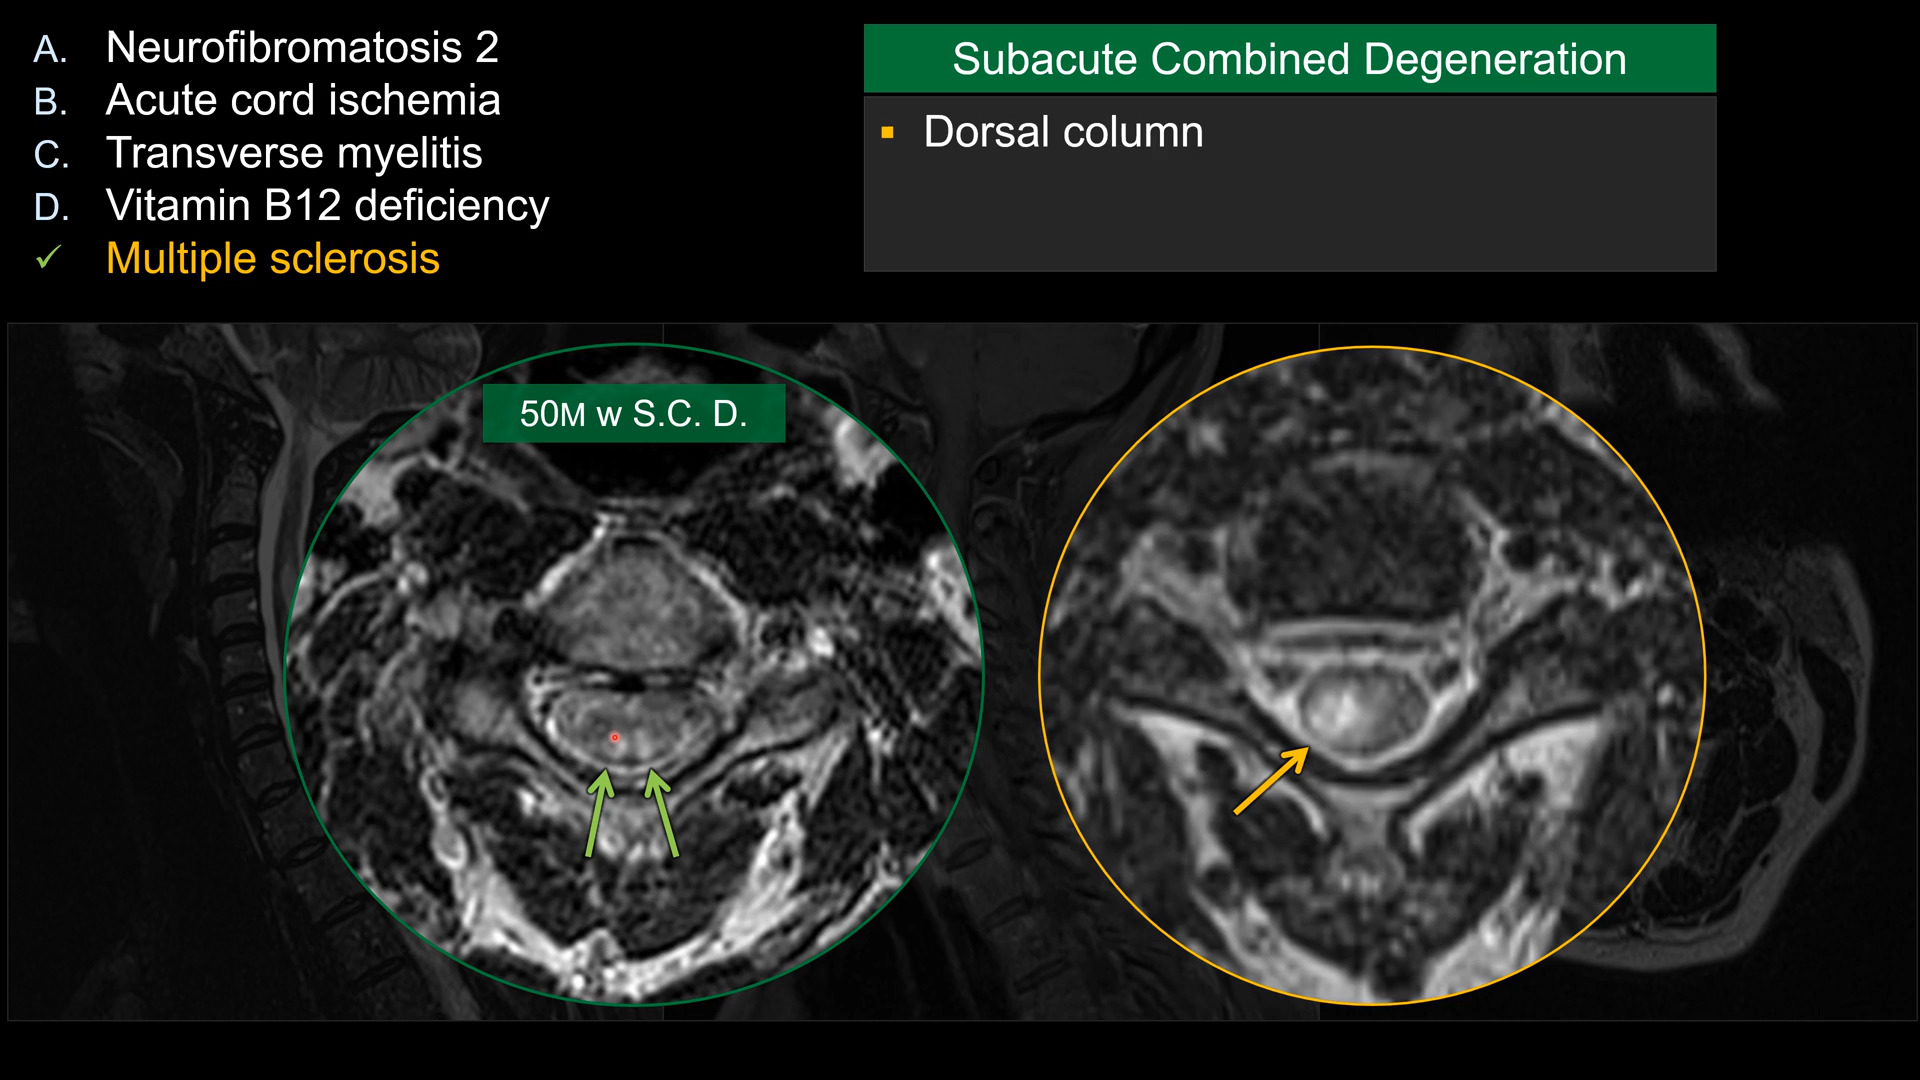 A. Neurofibromatosis 2
B. Acute cord ischemia
C. Transverse myelitis
D. Vitamin B12 deficiency
✓ Multiple sclerosis
Subacute Combined Degeneration
▪ Dorsal column
50M w S.C. D.